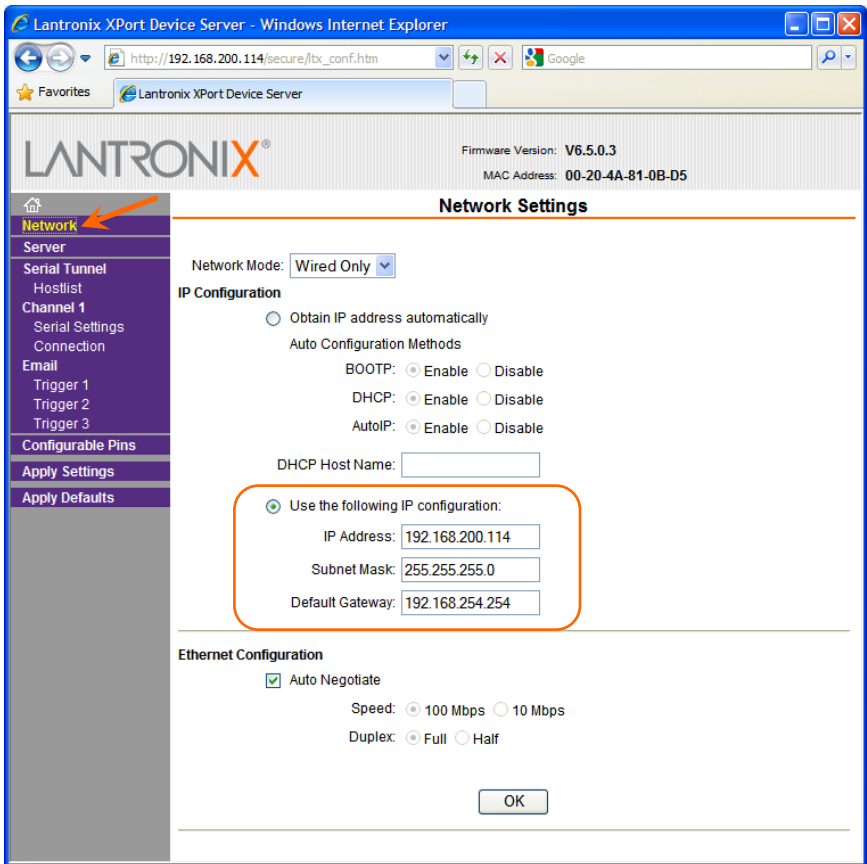 Lantronix XPort Device Server - Windows Internet Explorer
http://192.168.200.114/secure/ltx_conf.htm
Google
Favorites
Lantronix XPort Device Server
LANTRONIX®
Firmware Version: V6.5.0.3
MAC Address: 00-20-4A-81-0B-D5
Network
Server
Serial Tunnel
Hostlist
Channel 1
Serial Settings
Connection
Email
Trigger 1
Trigger 2
Trigger 3
Configurable Pins
Apply Settings
Apply Defaults
Network Settings
Network Mode: Wired Only
IP Configuration
Obtain IP address automatically
Auto Configuration Methods
BOOTP: Enable Disable
DHCP: Enable Disable
AutoIP: Enable Disable
DHCP Host Name:
Use the following IP configuration:
IP Address: 192.168.200.114
Subnet Mask: 255.255.255.0
Default Gateway: 192.168.254.254
Ethernet Configuration
Auto Negotiate
Speed: 100 Mbps 10 Mbps
Duplex: Full Half
OK